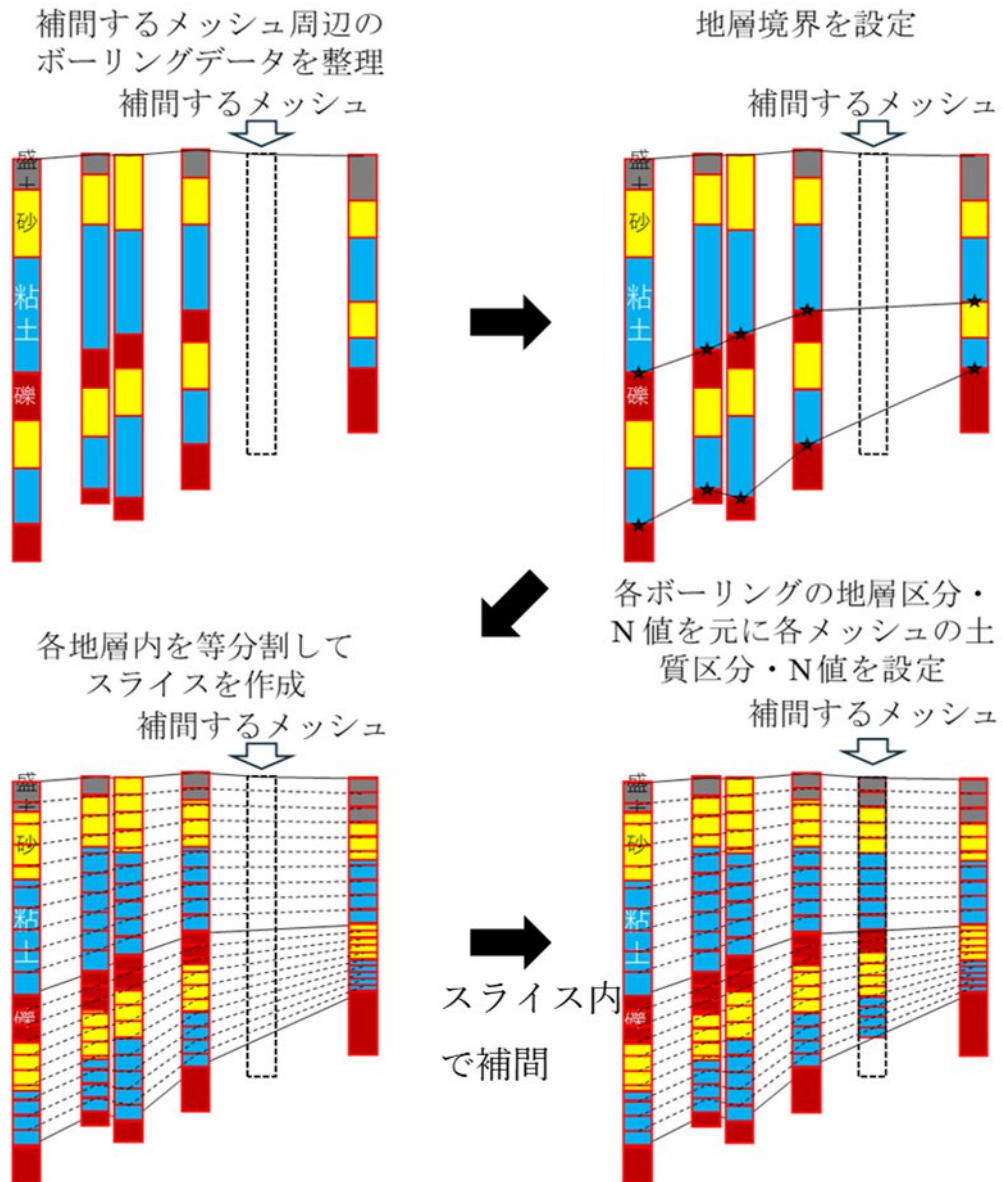 補間するメッシュ周辺の
ボーリングデータを整理
補間するメッシュ
盛
土
砂
粘
土
礫
地層境界を設定
補間するメッシュ
盛
土
砂
粘
土
礫
各地層内を等分割して
スライスを作成
補間するメッシュ
盛
土
砂
粘
土
礫
各ボーリングの地層区分・
N値を元に各メッシュの土
質区分・N値を設定
補間するメッシュ
盛
土
砂
粘
土
礫
スライス内
で補間